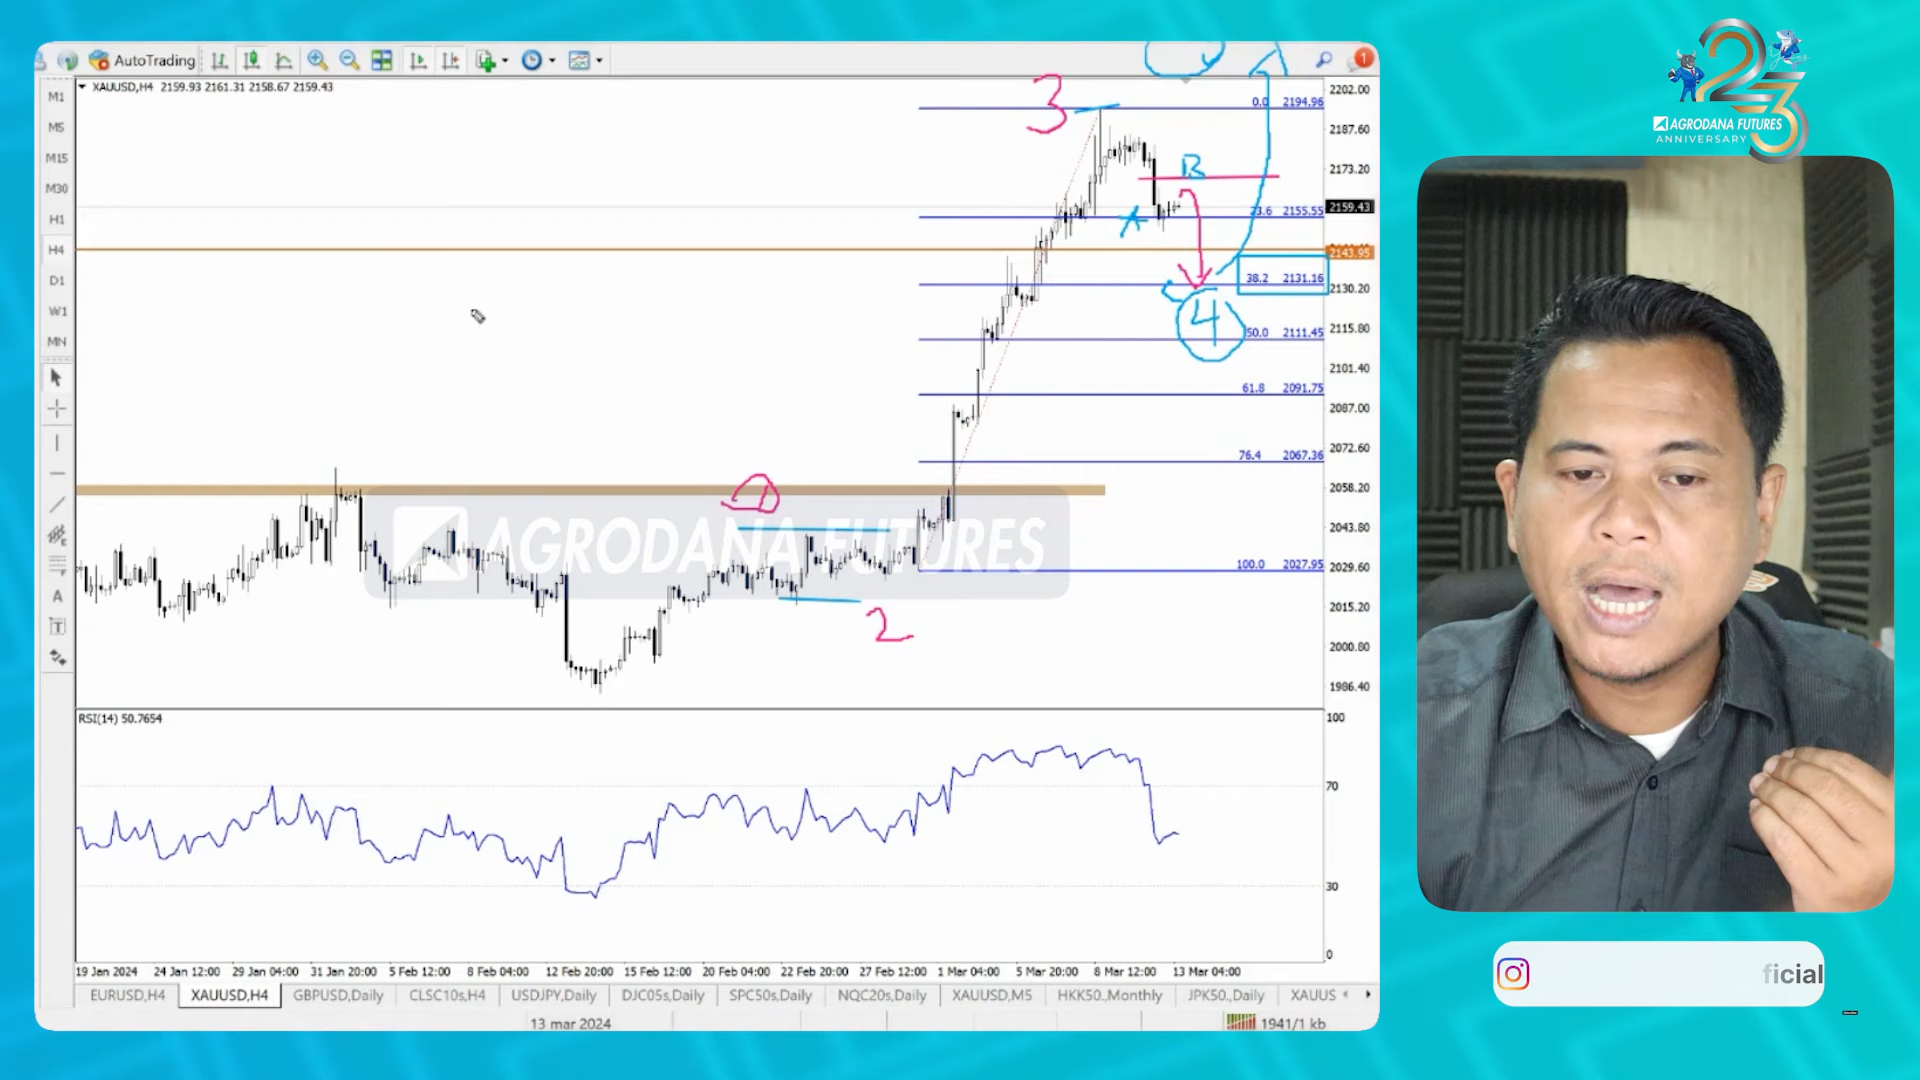 AutoTrading
1
23
AGRODANA FUTURES
ANNIVERSARY
M1
M5
M15
M30
H1
H4
D1
W1
MN
A
T
XAUUSD,H4 2159.93 2161.31 2158.67 2159.43
3
B
A
4
1
2
0.0 2194.96
23.6 2155.55
38.2 2131.16
50.0 2111.45
61.8 2091.75
76.4 2067.36
100.0 2027.95
2202.00
2187.60
2173.20
2159.43
2143.95
2130.20
2115.80
2101.40
2087.00
2072.60
2058.20
2043.80
2029.60
2015.20
2000.80
1986.40
AGRODANA FUTURES
RSI(14) 50.7654
100
70
30
0
19 Jan 2024 24 Jan 12:00 29 Jan 04:00 31 Jan 20:00 5 Feb 12:00 8 Feb 04:00 12 Feb 20:00 15 Feb 12:00 20 Feb 04:00 22 Feb 20:00 27 Feb 12:00 1 Mar 04:00 5 Mar 20:00 8 Mar 12:00 13 Mar 04:00
EURUSD,H4 XAUUSD,H4 GBPUSD,Daily CLSC10s,H4 USDJPY,Daily DJC05s,Daily SPC50s,Daily NQC20s,Daily XAUUSD,M5 HKK50.,Monthly JPK50.,Daily XAUUS
13 mar 2024
1941/1 kb
ficial